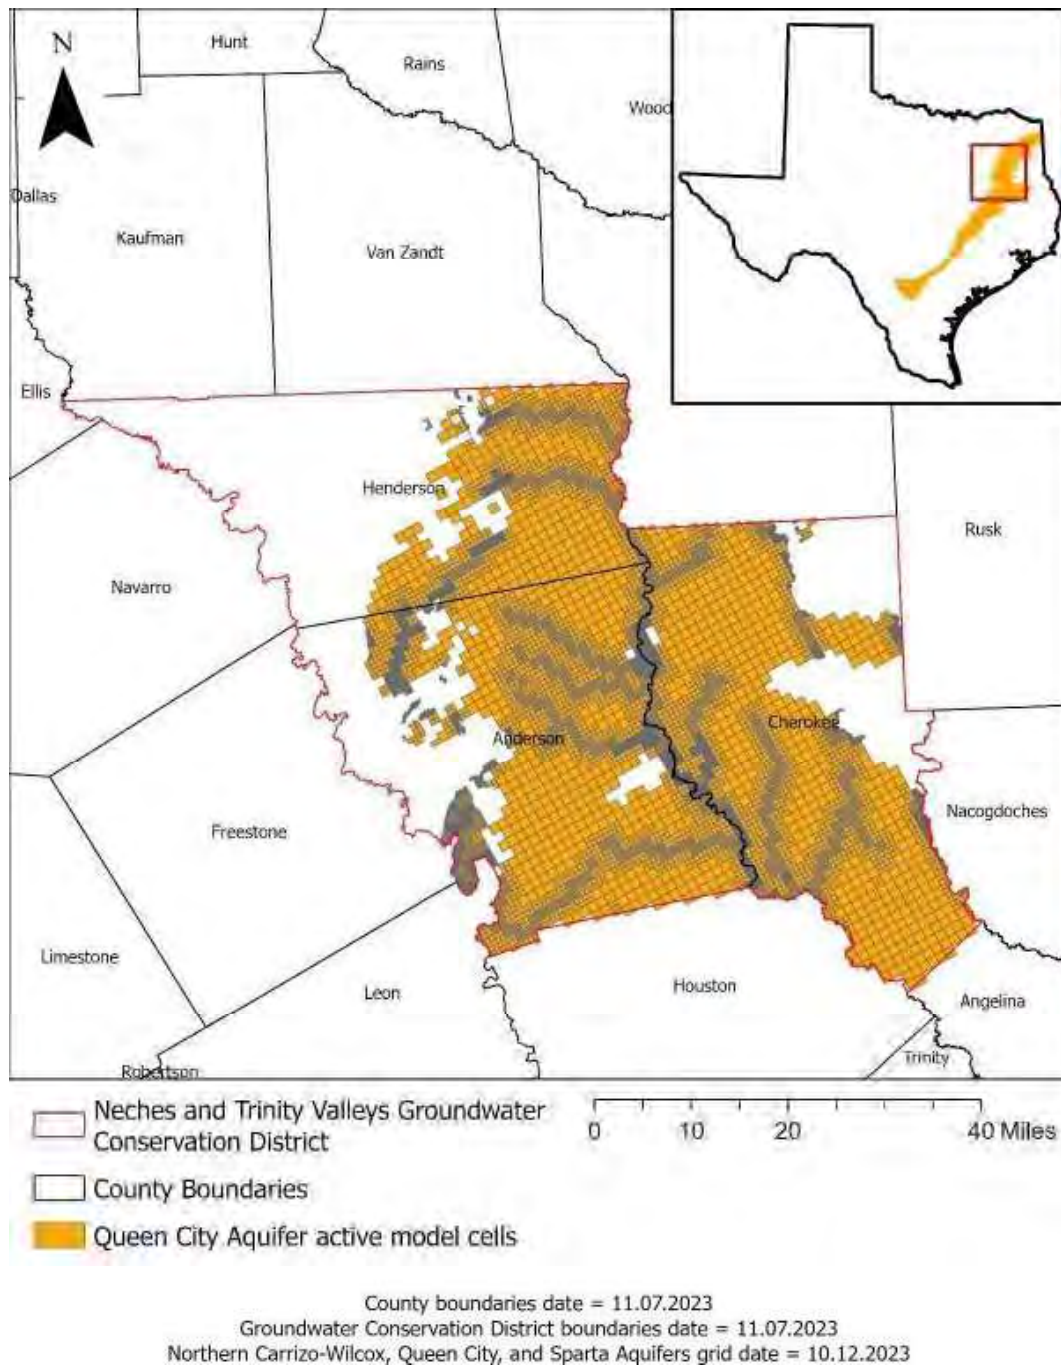 N
Hunt
Rains
Wood
Dallas
Kaufman
Van Zandt
Ellis
Henderson
Rusk
Navarro
Cherokee
Anderson
Nacogdoches
Freestone
Limestone
Leon
Houston
Angelina
Trinity
Robertson
Neches and Trinity Valleys Groundwater
Conservation District
County Boundaries
Queen City Aquifer active model cells
0 10 20 40 Miles
County boundaries date = 11.07.2023
Groundwater Conservation District boundaries date = 11.07.2023
Northern Carrizo-Wilcox, Queen City, and Sparta Aquifers grid date = 10.12.2023